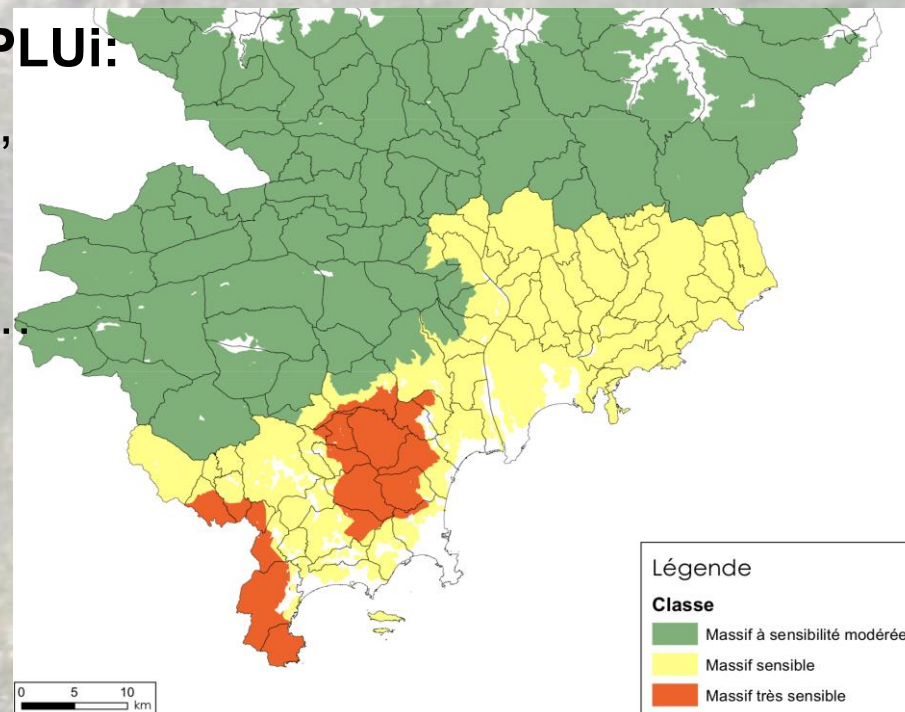 PLUi:
,
...
Légende
Classe
Massif à sensibilité modérée
Massif sensible
Massif très sensible
0 5 10
km